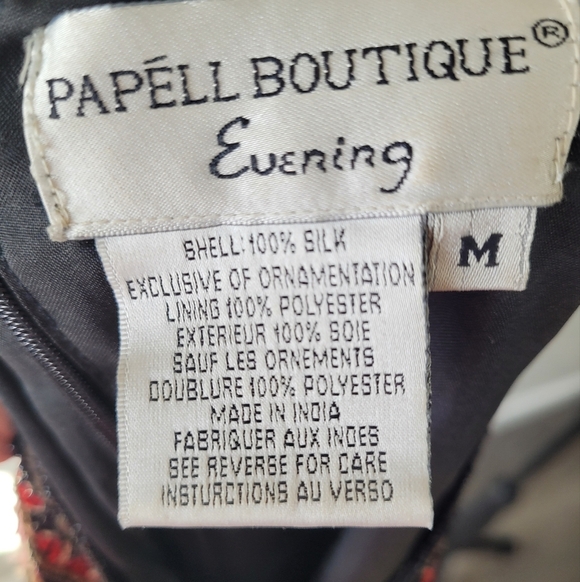 PAPÉLL BOUTIQUE®
Evening
M
SHELL: 100% SILK
EXCLUSIVE OF ORNAMENTATION
LINING 100% POLYESTER
EXTERIEUR 100% SOIE
SAUF LES ORNEMENTS
DOUBLURE 100% POLYESTER
MADE IN INDIA
FABRIQUER AUX INDES
SEE REVERSE FOR CARE
INSTURCTIONS AU VERSO